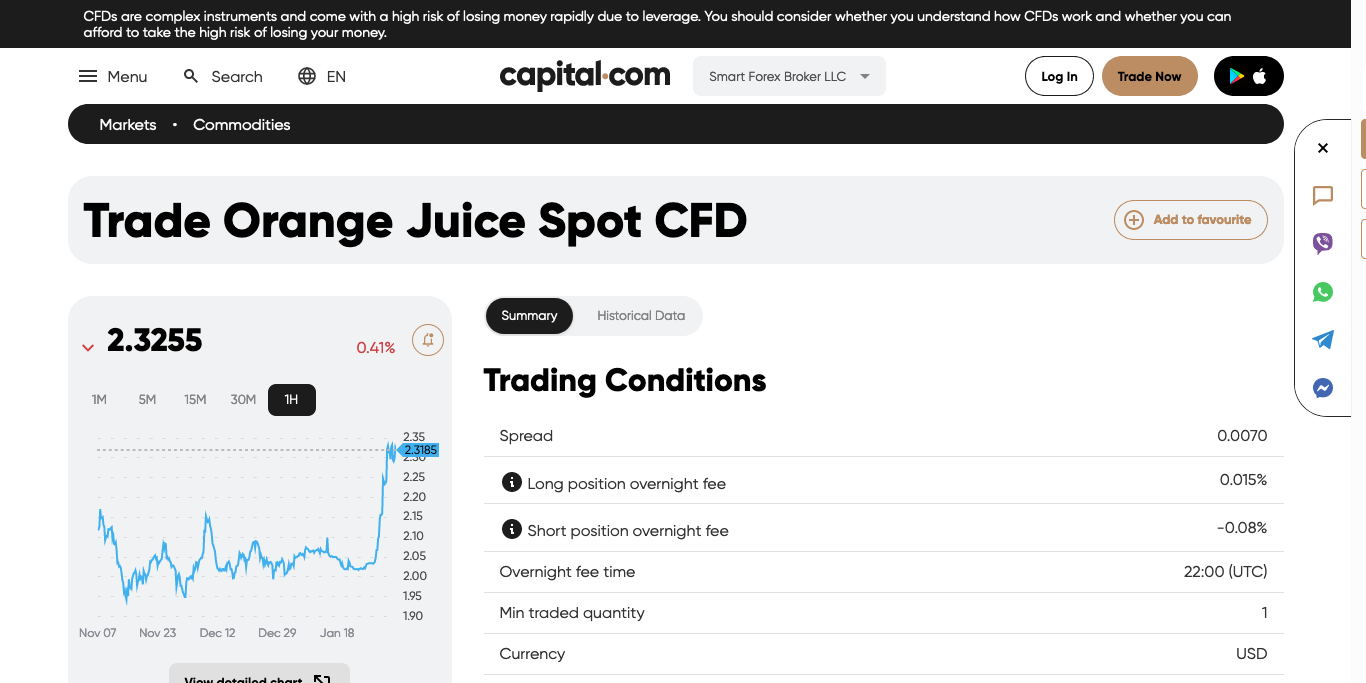 CFDs are complex instruments and come with a high risk of losing money rapidly due to leverage. You should consider whether you understand how CFDs work and whether you can
afford to take the high risk of losing your money.
Menu Search EN capital.com Smart Forex Broker LLC Log In Trade Now
Markets • Commodities
Trade Orange Juice Spot CFD
Add to favourite
2.3255 0.41%
1M 5M 15M 30M 1H
2.35
2.3185
2.30
2.25
2.20
2.15
2.10
2.05
2.00
1.95
1.90
Nov 07 Nov 23 Dec 12 Dec 29 Jan 18
View detailed chart
Summary Historical Data
Trading Conditions
Spread 0.0070
Long position overnight fee 0.015%
Short position overnight fee -0.08%
Overnight fee time 22:00 (UTC)
Min traded quantity 1
Currency USD